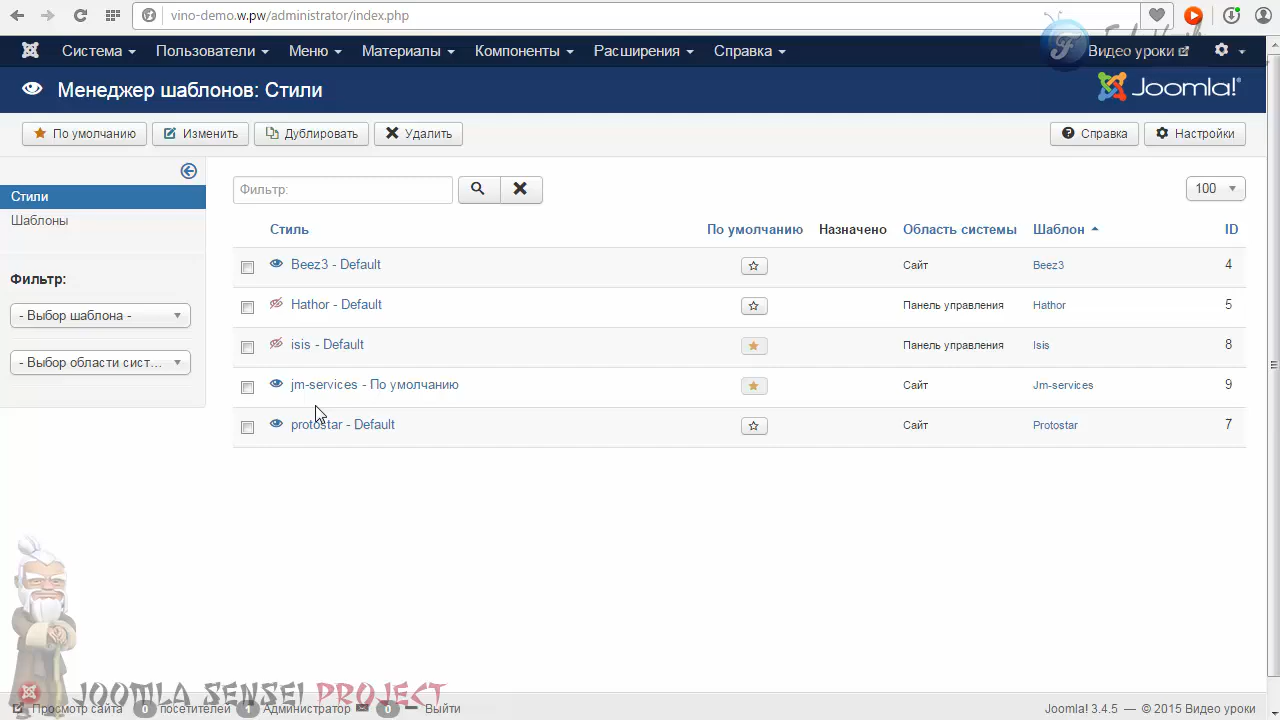 vino-demo.w.pw/administrator/index.php
Система Пользователи Меню Материалы Компоненты Расширения Справка Видео уроки
Менеджер шаблонов: Стили
Joomla!
По умолчанию Изменить Дублировать Удалить Справка Настройки
Стили
Шаблоны
Фильтр:
- Выбор шаблона -
- Выбор области сист...
Фильтр:
100
Стиль По умолчанию Назначено Область системы Шаблон ID
Beez3 - Default Сайт Beez3 4
Hathor - Default Панель управления Hathor 5
isis - Default Панель управления Isis 8
jm-services - По умолчанию Сайт Jm-services 9
protostar - Default Сайт Protostar 7
JOOMLA SENSEI PROJECT
Просмотр сайта 0 посетителей 1 Администратор 0 Выйти
Joomla! 3.4.5 — © 2015 Видео уроки